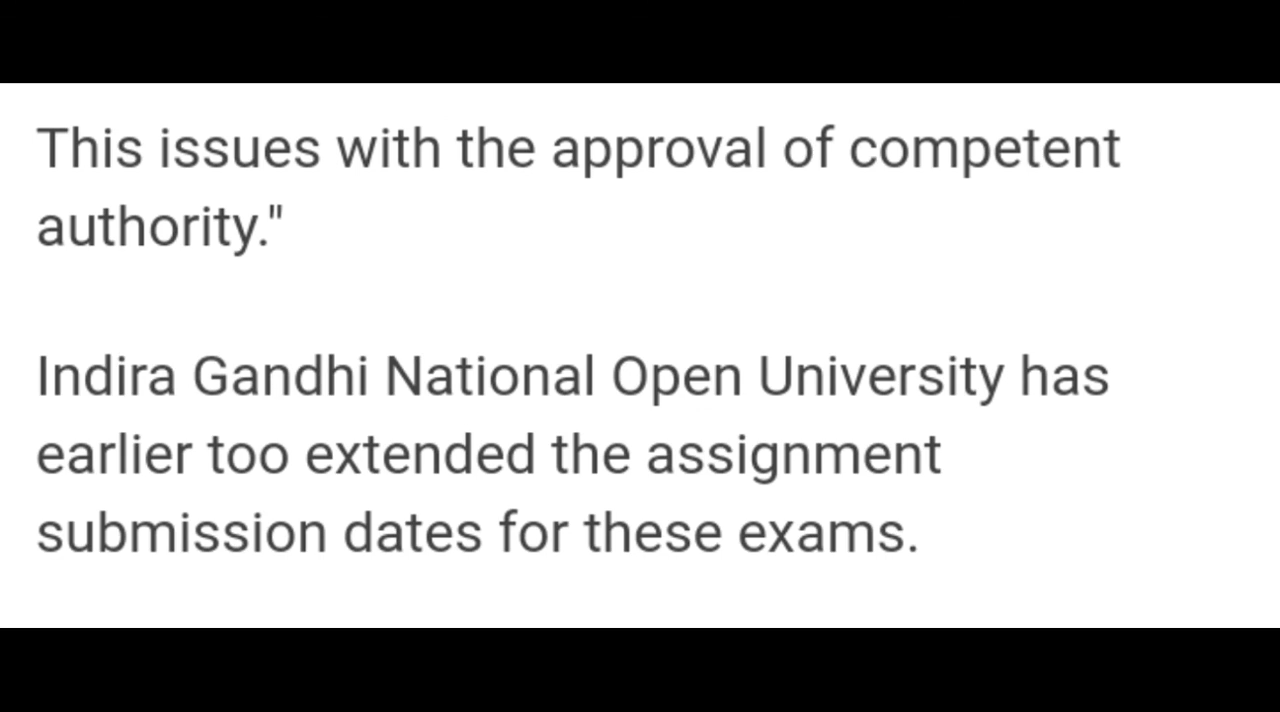 This issues with the approval of competent
authority."
Indira Gandhi National Open University has
earlier too extended the assignment
submission dates for these exams.